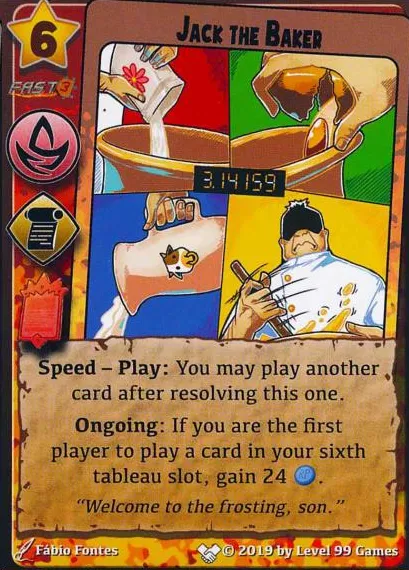 6
JACK THE BAKER
FAST 3
3.14159
Speed – Play: You may play another
card after resolving this one.
Ongoing: If you are the first
player to play a card in your sixth
tableau slot, gain 24 .
“Welcome to the frosting, son.”
Fábio Fontes
© 2019 by Level 99 Games